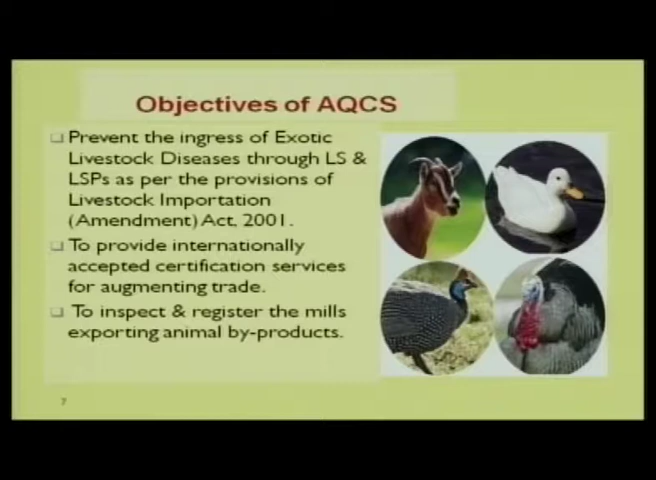 Objectives of AQCS
❑ Prevent the ingress of Exotic
Livestock Diseases through LS &
LSPs as per the provisions of
Livestock Importation
(Amendment) Act, 2001.
❑ To provide internationally
accepted certification services
for augmenting trade.
❑ To inspect & register the mills
exporting animal by-products.
7